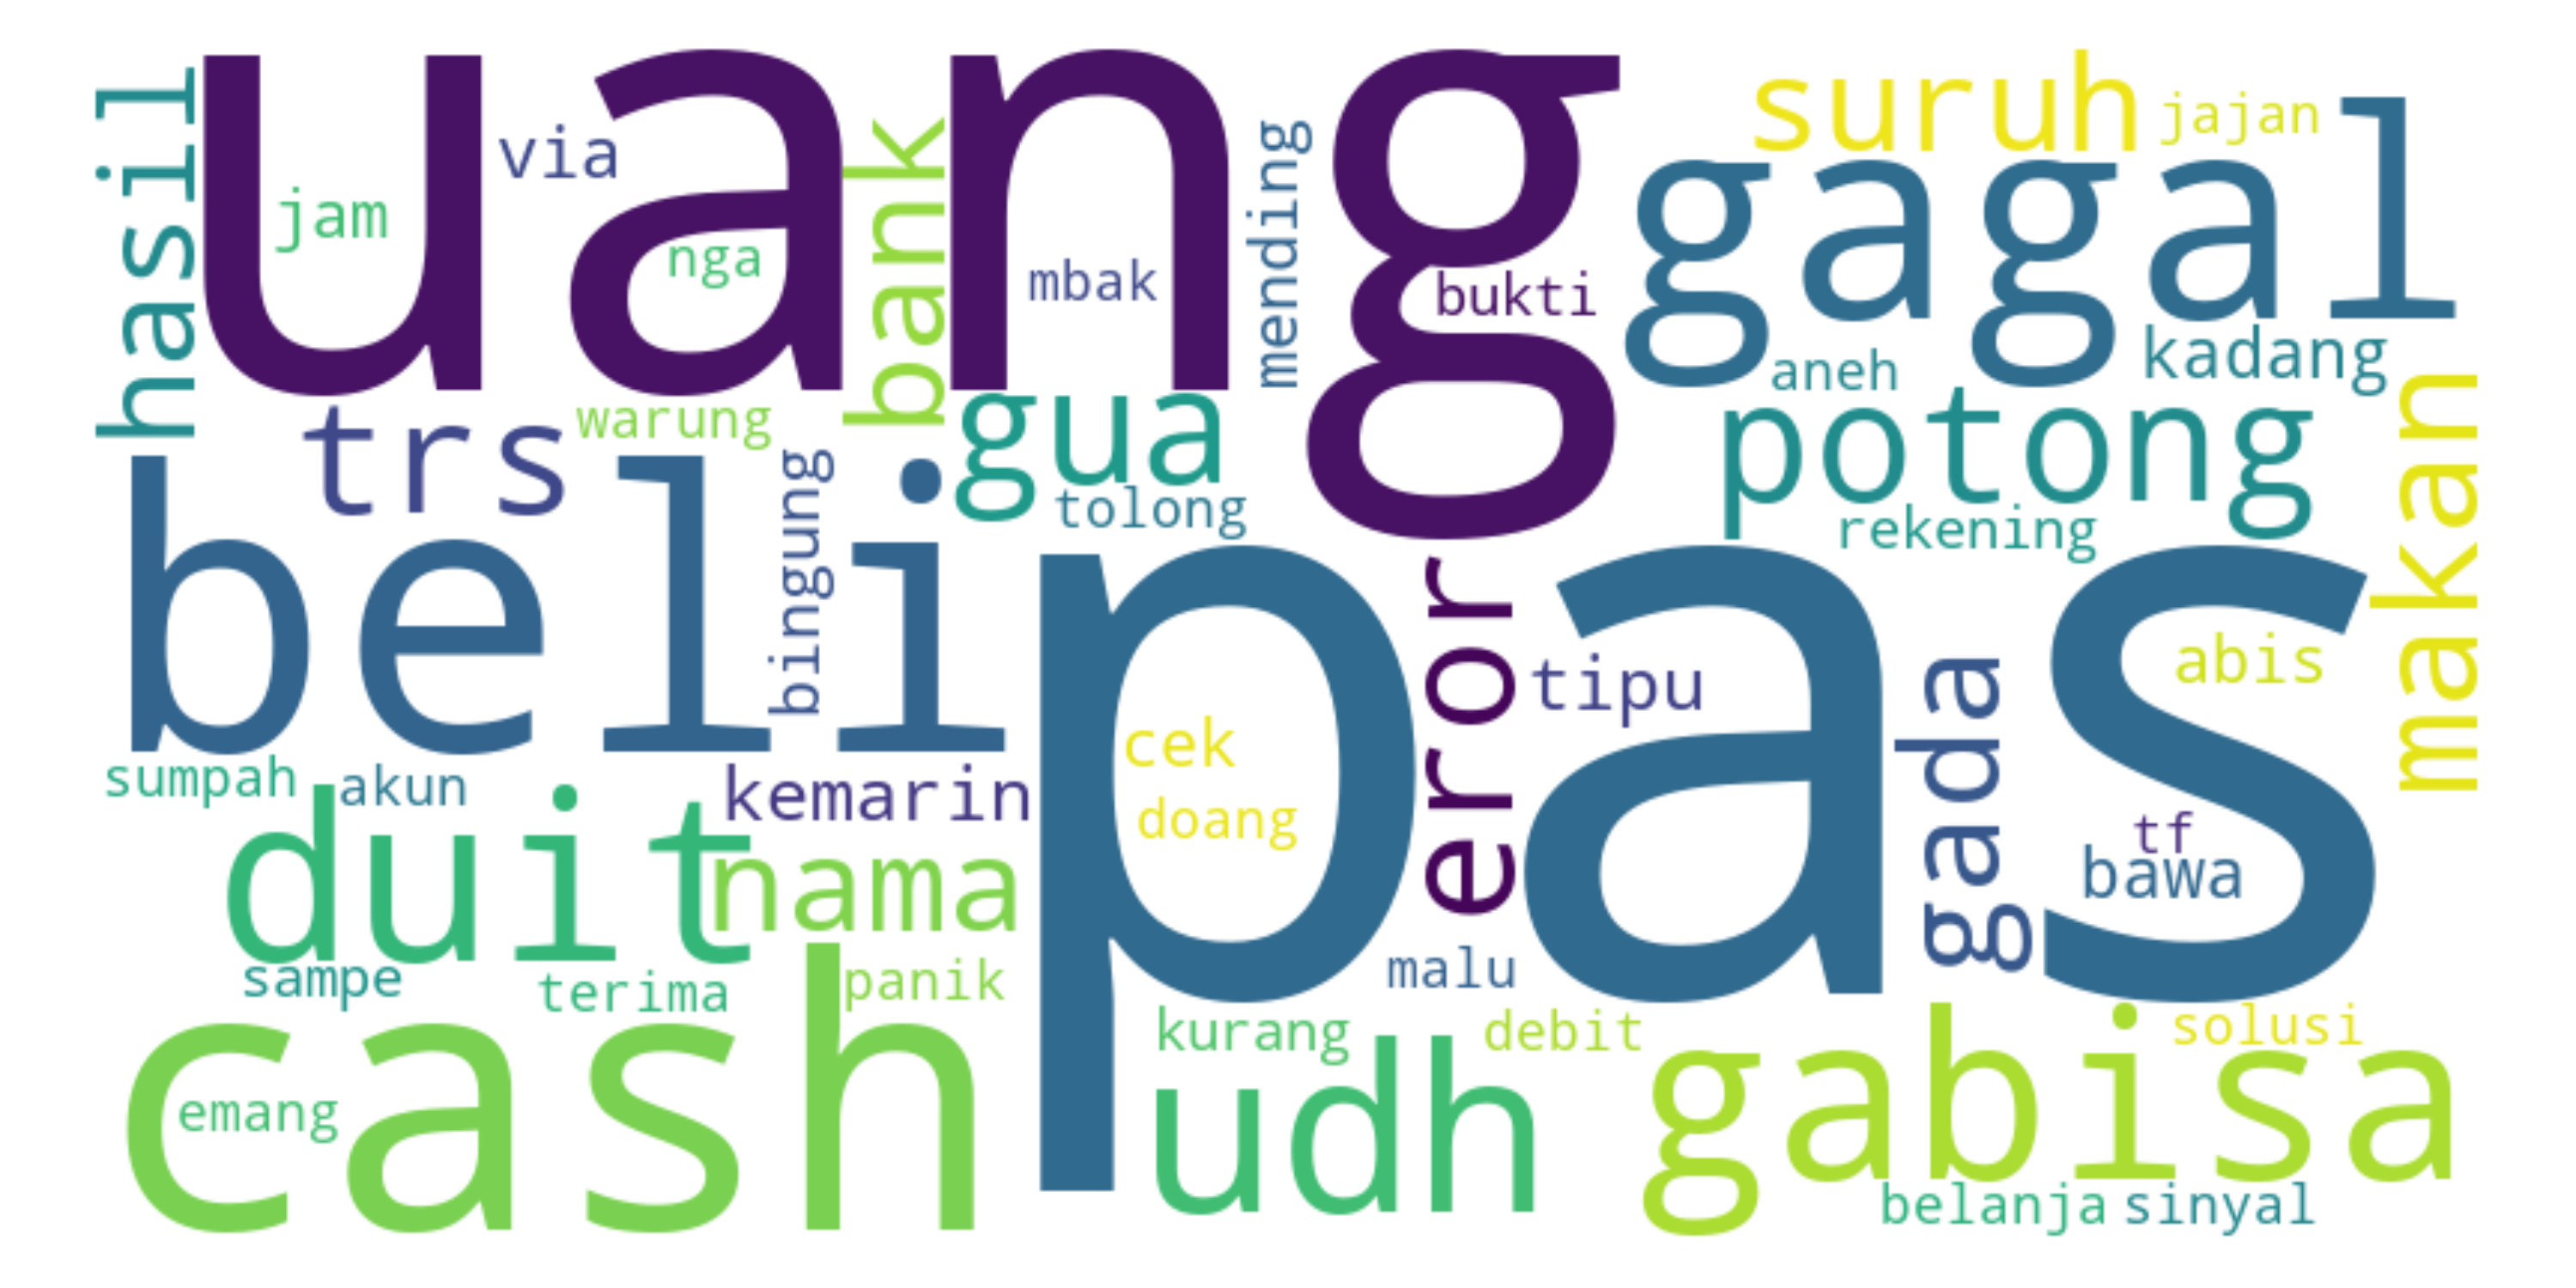 uang
hasil
jam
via
nga
bank
mbak
mending
bukti
suruh
jajan
gagal
aneh
kadang
trs
warung
gua
tolong
potong
rekening
makan
beli
bingung
pas
eror
tipu
gada
abis
cek
doang
tf
bawa
sumpah
akun
kemarin
duit
nama
sampe
terima
panik
malu
cash
emang
kurang
debit
udh
solusi
gabisa
belanja
sinyal